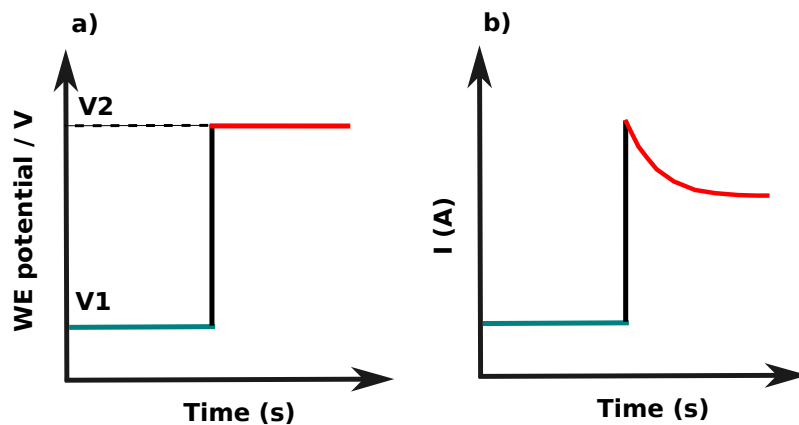 a)
V2
V1
WE potential / V
Time (s)
b)
I (A)
Time (s)